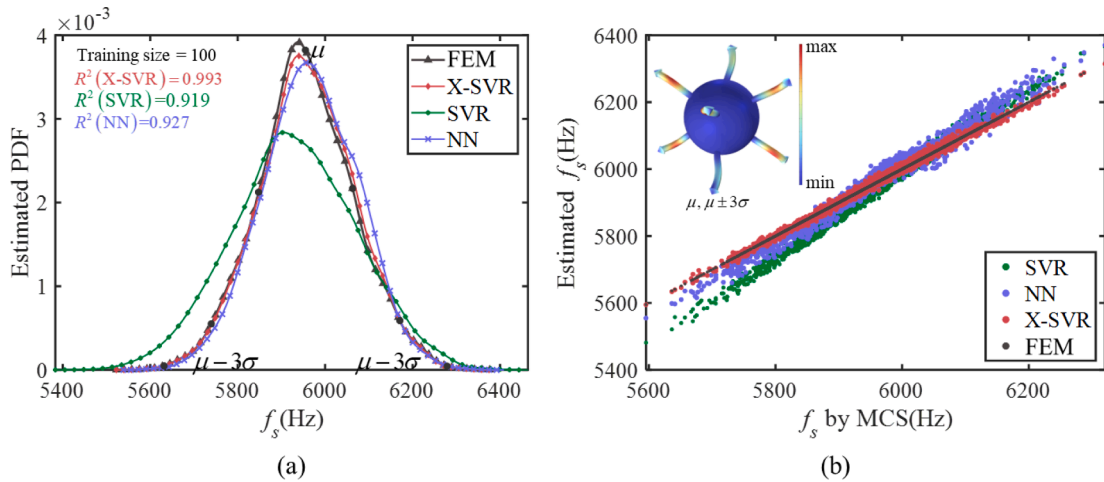 ×10⁻³
4
3
2
1
0
5400
5600
5800
6000
6200
6400
Estimated PDF
f_s(Hz)
Training size = 100
R²(X-SVR)=0.993
R²(SVR)=0.919
R²(NN)=0.927
μ
μ−3σ
μ−3σ
FEM
X-SVR
SVR
NN
(a)
6400
6200
6000
5800
5600
5400
5600
5800
6000
6200
Estimated f_s(Hz)
f_s by MCS(Hz)
max
min
μ, μ±3σ
SVR
NN
X-SVR
FEM
(b)